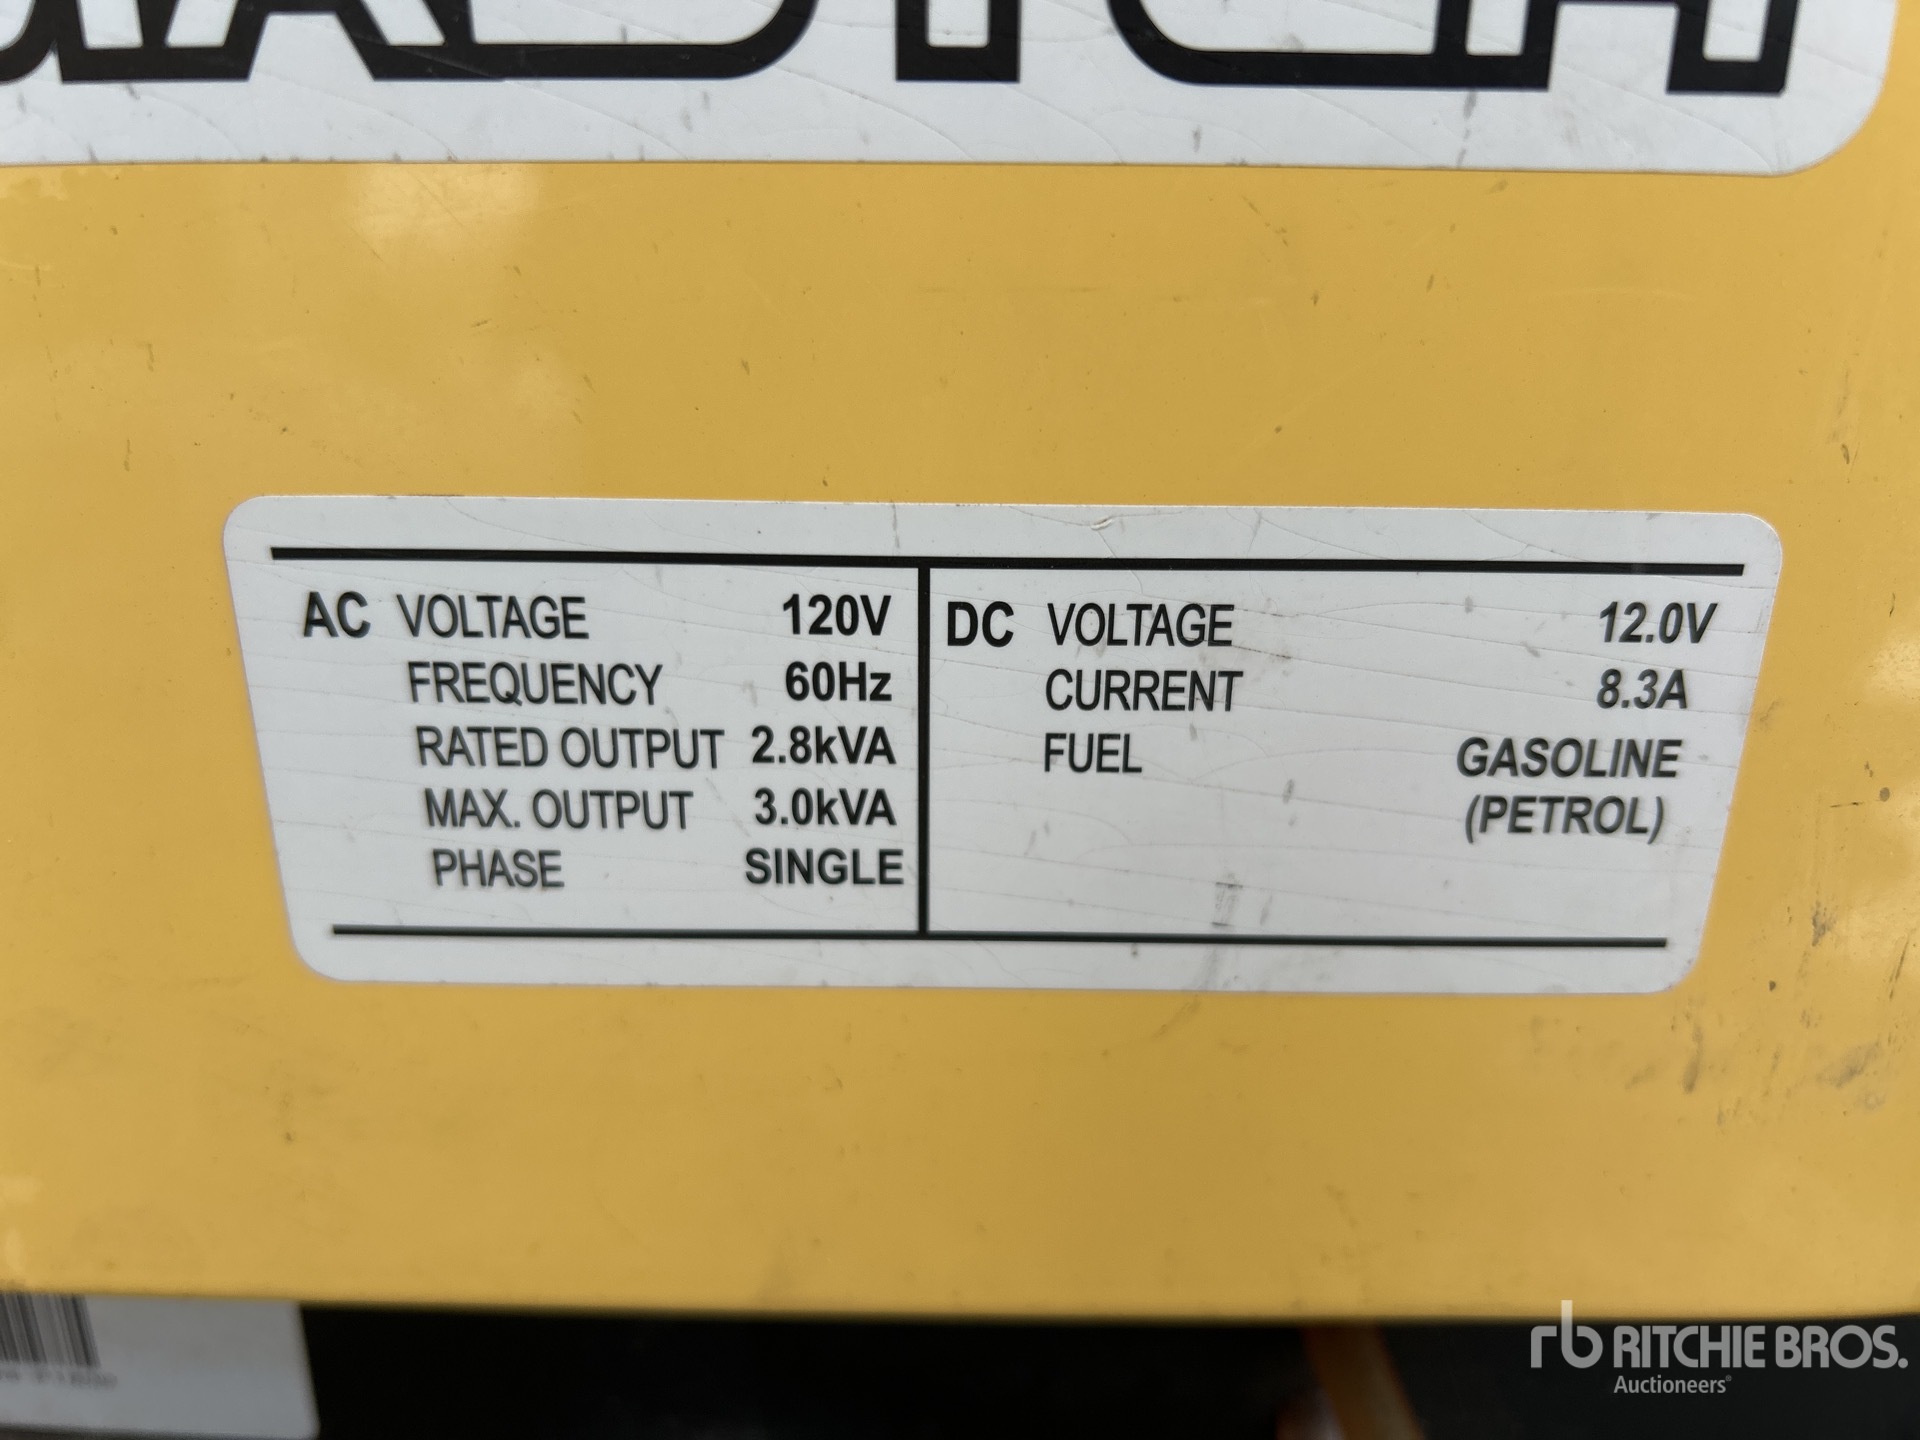 AC VOLTAGE 120V
FREQUENCY 60Hz
RATED OUTPUT 2.8kVA
MAX. OUTPUT 3.0kVA
PHASE SINGLE
DC VOLTAGE 12.0V
CURRENT 8.3A
FUEL GASOLINE
(PETROL)
rb RITCHIE BROS.
Auctioneers